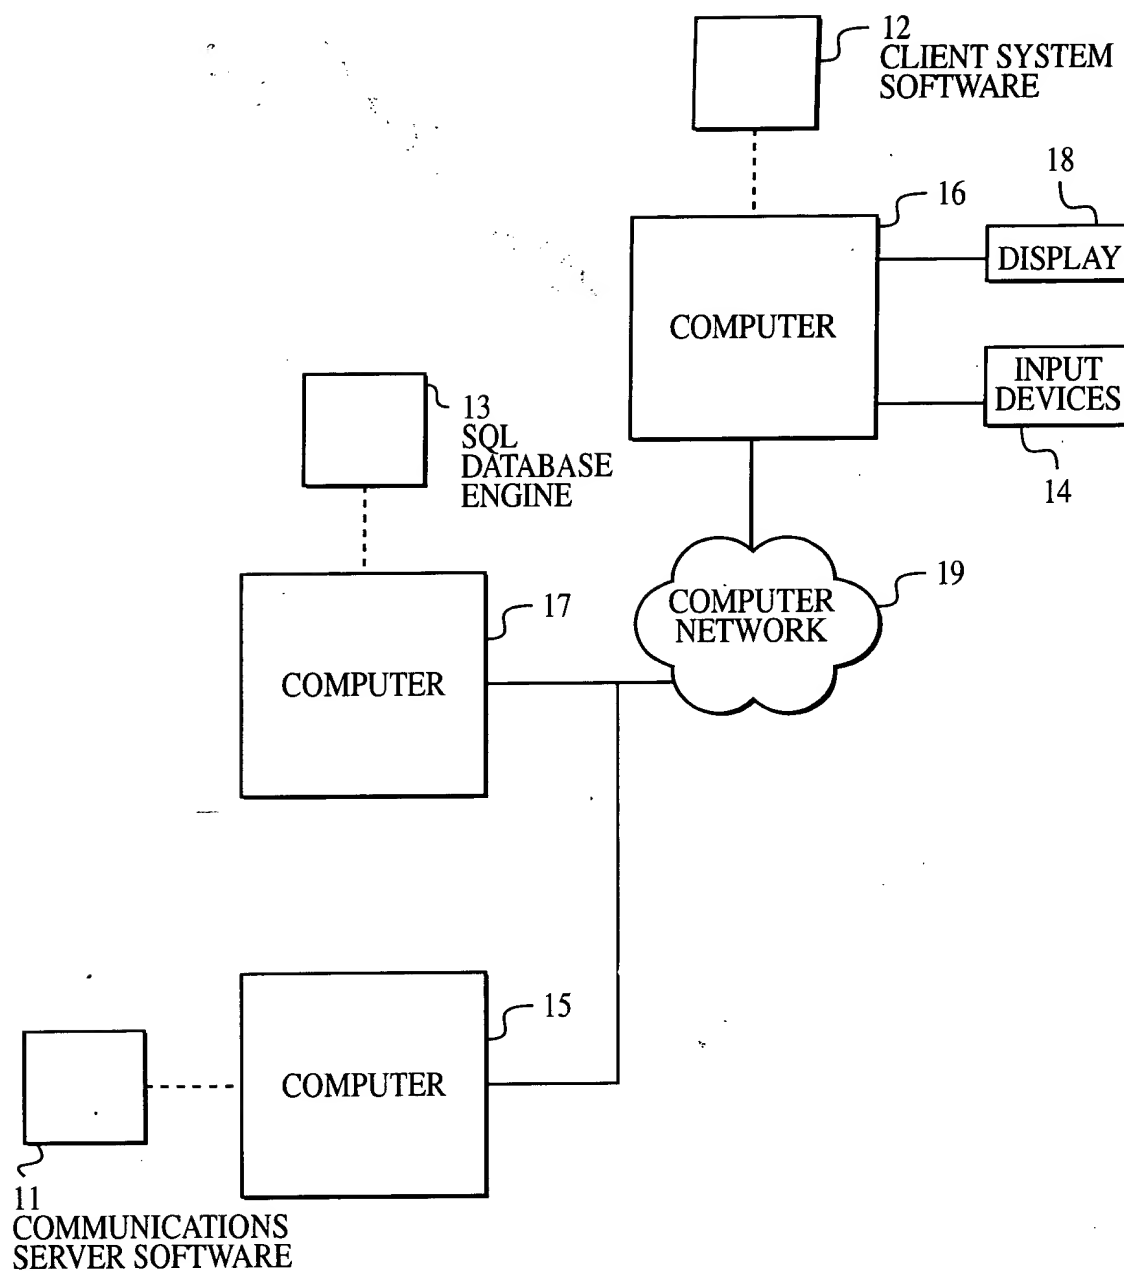 12
CLIENT SYSTEM
SOFTWARE
18
16
DISPLAY
COMPUTER
INPUT
DEVICES
13
SQL
DATABASE
ENGINE
14
17
19
COMPUTER
NETWORK
COMPUTER
15
COMPUTER
11
COMMUNICATIONS
SERVER SOFTWARE